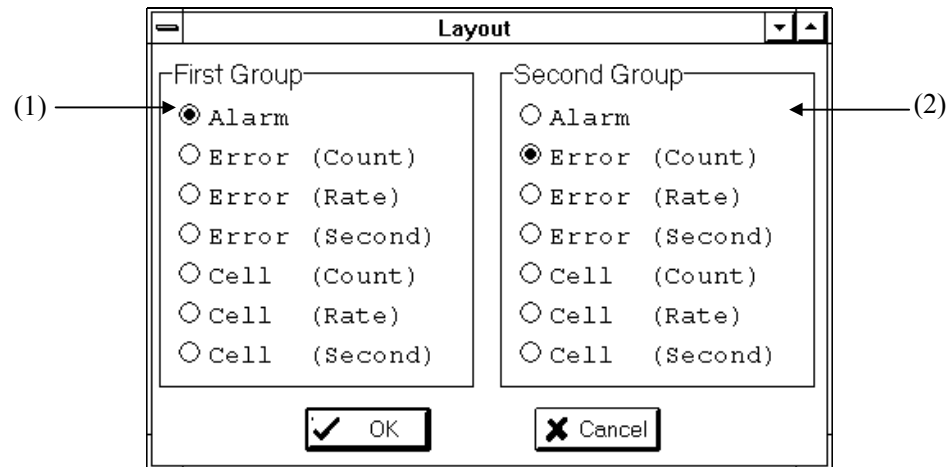 Layout
First Group
(1)
Alarm
Error (Count)
Error (Rate)
Error (Second)
Cell (Count)
Cell (Rate)
Cell (Second)
Second Group
(2)
Alarm
Error (Count)
Error (Rate)
Error (Second)
Cell (Count)
Cell (Rate)
Cell (Second)
OK
Cancel